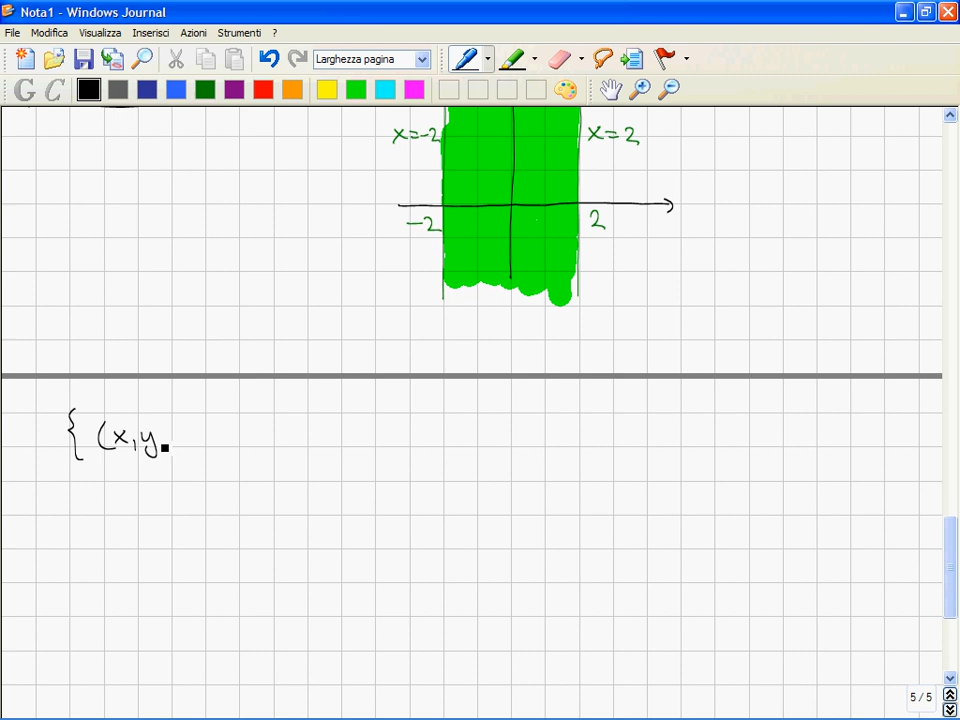 Nota1 - Windows Journal
File Modifica Visualizza Inserisci Azioni Strumenti ?
Larghezza pagina
G C
x=-2 x=2
-2 2
{ (x,y
5/5